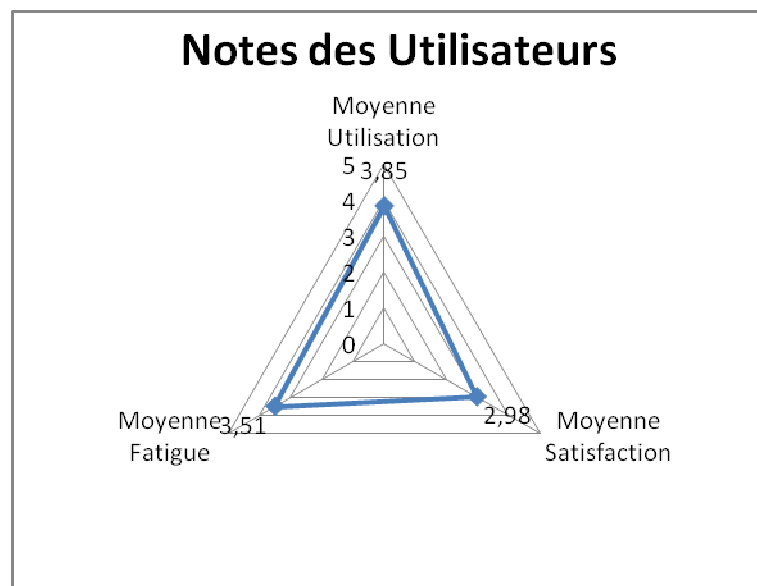 Notes des Utilisateurs
Moyenne
Utilisation
5
3,85
4
3
2
1
0
Moyenne
Fatigue
3,51
2,98
Moyenne
Satisfaction